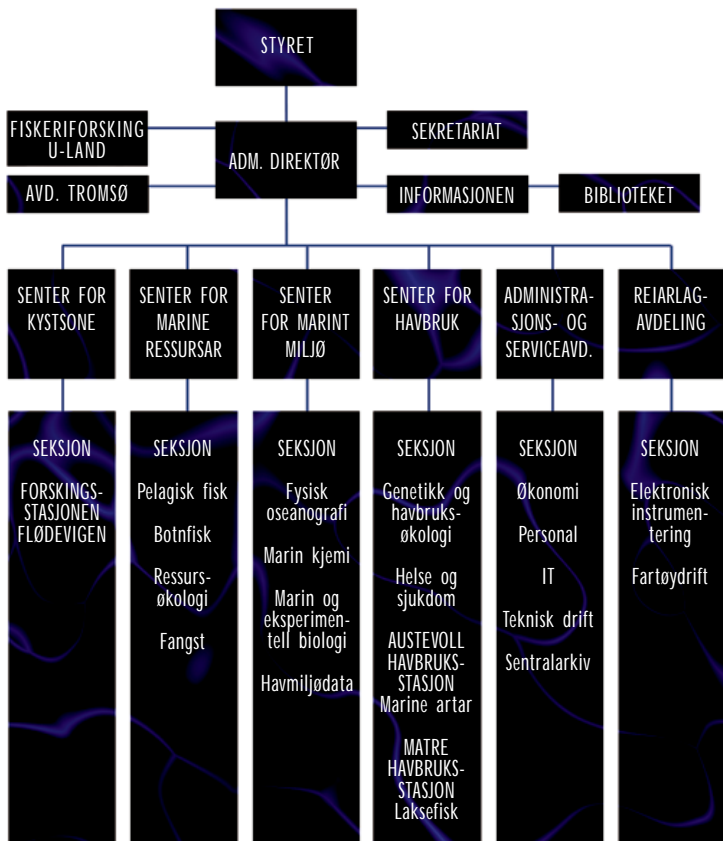 STYRET
FISKERIFORSKING
U-LAND
ADM. DIREKTØR
SEKRETARIAT
AVD. TROMSØ
INFORMASJONEN
BIBLIOTEKET
SENTER FOR
KYSTSONE
SENTER FOR
MARINE
RESSURSAR
SENTER
FOR MARINT
MILJØ
SENTER FOR
HAVBRUK
ADMINISTRA-
SJONS- OG
SERVICEAVD.
REIARLAG-
AVDELING
SEKSJON
FORSKINGS-
STASJONEN
FLØDEVIGEN
SEKSJON
Pelagisk fisk
Botnfisk
Ressurs-
økologi
Fangst
SEKSJON
Fysisk
oseanografi
Marin kjemi
Marin og
eksperimen-
tell biologi
Havmiljødata
SEKSJON
Genetikk og
havbruks-
økologi
Helse og
sjukdom
AUSTEVOLL
HAVBRUKS-
STASJON
Marine artar
MATRE
HAVBRUKS-
STASJON
Laksefisk
SEKSJON
Økonomi
Personal
IT
Teknisk drift
Sentralarkiv
SEKSJON
Elektronisk
instrumen-
tering
Fartøydrift